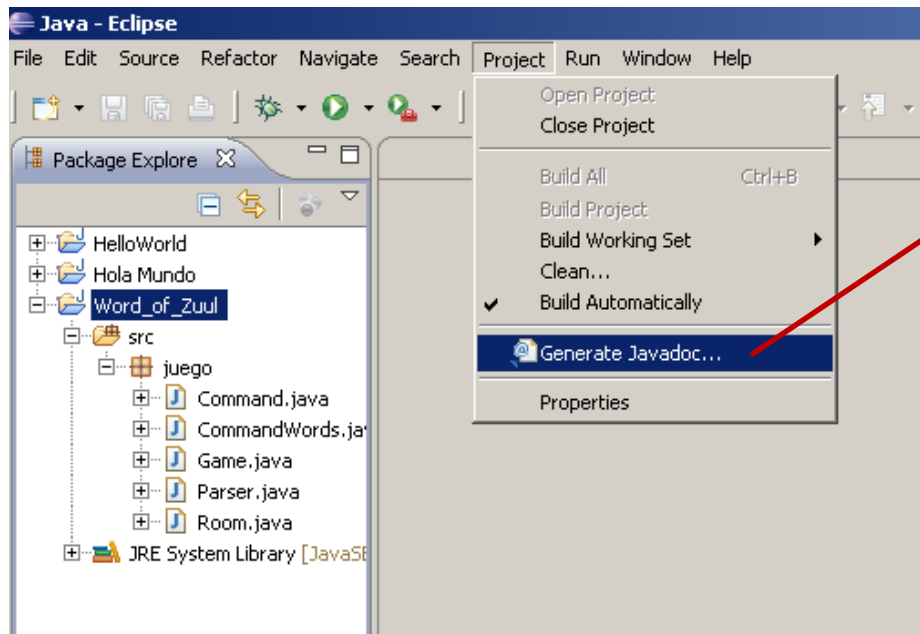 Java - Eclipse
File Edit Source Refactor Navigate Search Project Run Window Help
Open Project
Close Project
Build All Ctrl+B
Build Project
Build Working Set
Clean...
Build Automatically
Generate Javadoc...
Properties
Package Explore
HelloWorld
Hola Mundo
Word_of_Zuul
src
juego
Command.java
CommandWords.ja
Game.java
Parser.java
Room.java
JRE System Library [JavaSE